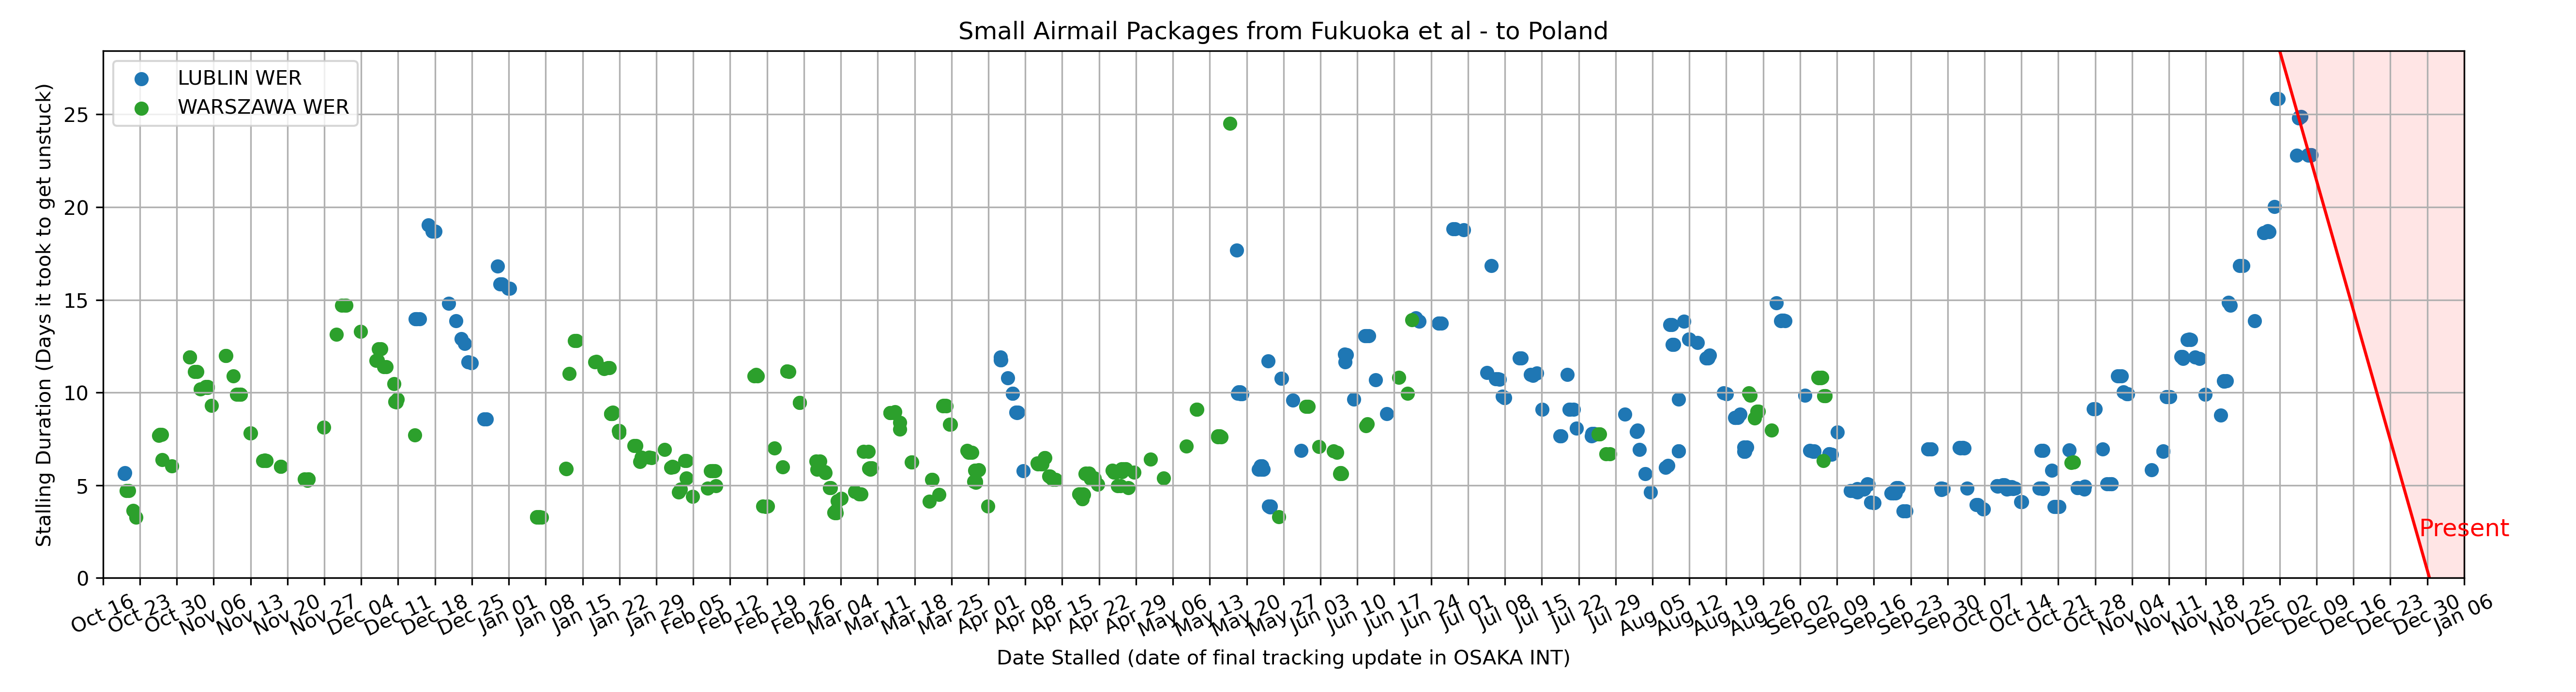 Small Airmail Packages from Fukuoka et al - to Poland
LUBLIN WER
WARSZAWA WER
Stalling Duration (Days it took to get unstuck)
25
20
15
10
5
0
Present
Oct 16
Oct 23
Oct 30
Nov 06
Nov 13
Nov 20
Nov 27
Dec 04
Dec 11
Dec 18
Dec 25
Jan 01
Jan 08
Jan 15
Jan 22
Jan 29
Feb 05
Feb 12
Feb 19
Feb 26
Mar 04
Mar 11
Mar 18
Mar 25
Apr 01
Apr 08
Apr 15
Apr 22
Apr 29
May 06
May 13
May 20
May 27
Jun 03
Jun 10
Jun 17
Jun 24
Jul 01
Jul 08
Jul 15
Jul 22
Jul 29
Aug 05
Aug 12
Aug 19
Aug 26
Sep 02
Sep 09
Sep 16
Sep 23
Sep 30
Oct 07
Oct 14
Oct 21
Oct 28
Nov 04
Nov 11
Nov 18
Nov 25
Dec 02
Dec 09
Dec 16
Dec 23
Dec 30
Jan 06
Date Stalled (date of final tracking update in OSAKA INT)